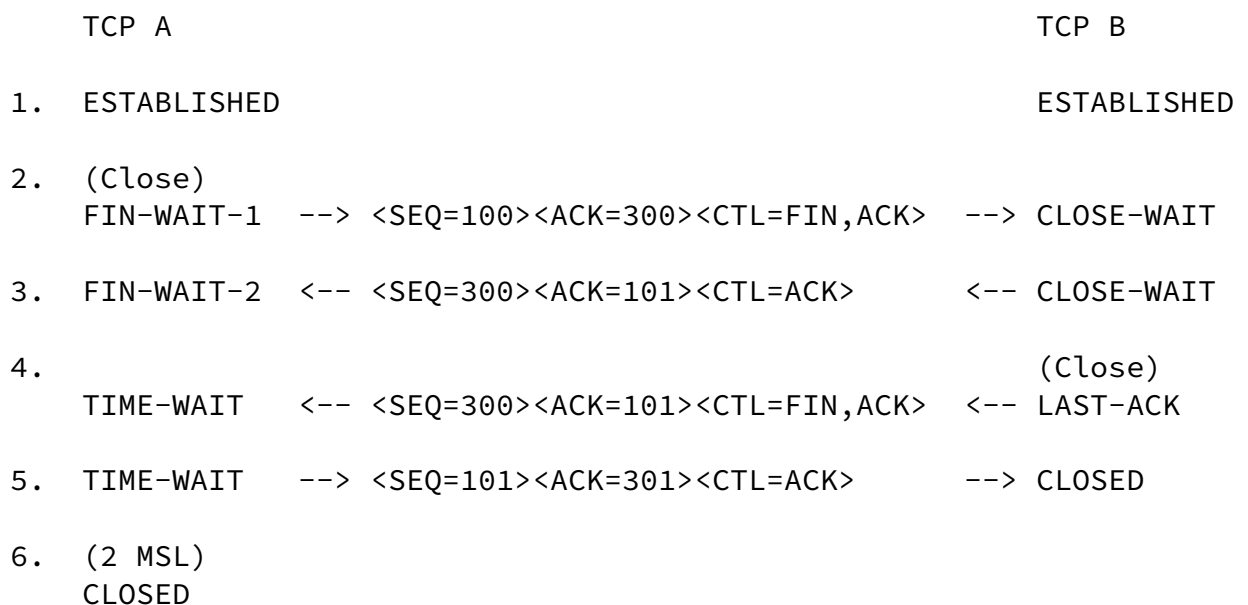 TCP A                                                TCP B
1.  ESTABLISHED                                          ESTABLISHED
2.  (Close)
    FIN-WAIT-1  --> <SEQ=100><ACK=300><CTL=FIN,ACK>  --> CLOSE-WAIT
3.  FIN-WAIT-2  <-- <SEQ=300><ACK=101><CTL=ACK>      <-- CLOSE-WAIT
4.                                                       (Close)
    TIME-WAIT   <-- <SEQ=300><ACK=101><CTL=FIN,ACK>  <-- LAST-ACK
5.  TIME-WAIT   --> <SEQ=101><ACK=301><CTL=ACK>      --> CLOSED
6.  (2 MSL)
    CLOSED